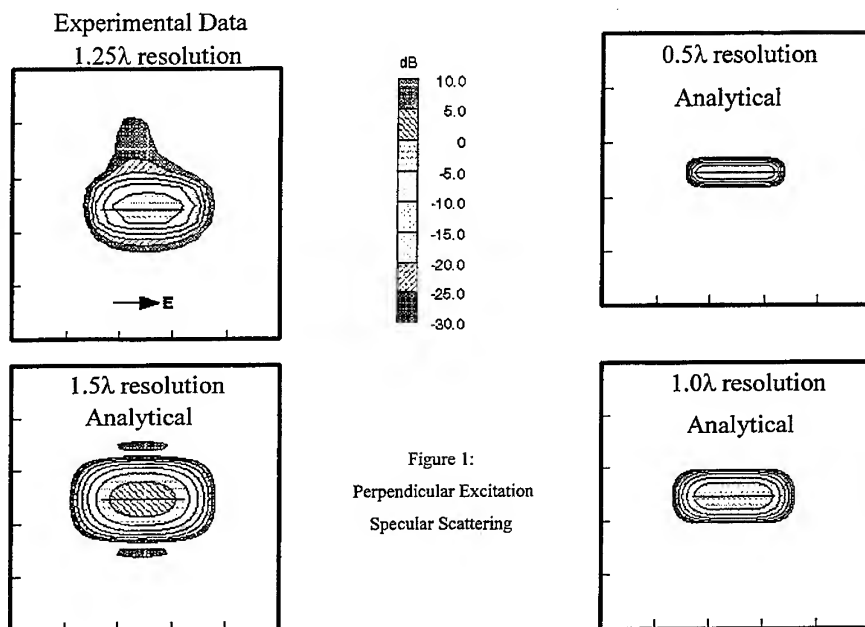 Experimental Data
1.25λ resolution
E
dB
10.0
5.0
0
-5.0
-10.0
-15.0
-20.0
-25.0
-30.0
0.5λ resolution
Analytical
1.5λ resolution
Analytical
Figure 1:
Perpendicular Excitation
Specular Scattering
1.0λ resolution
Analytical